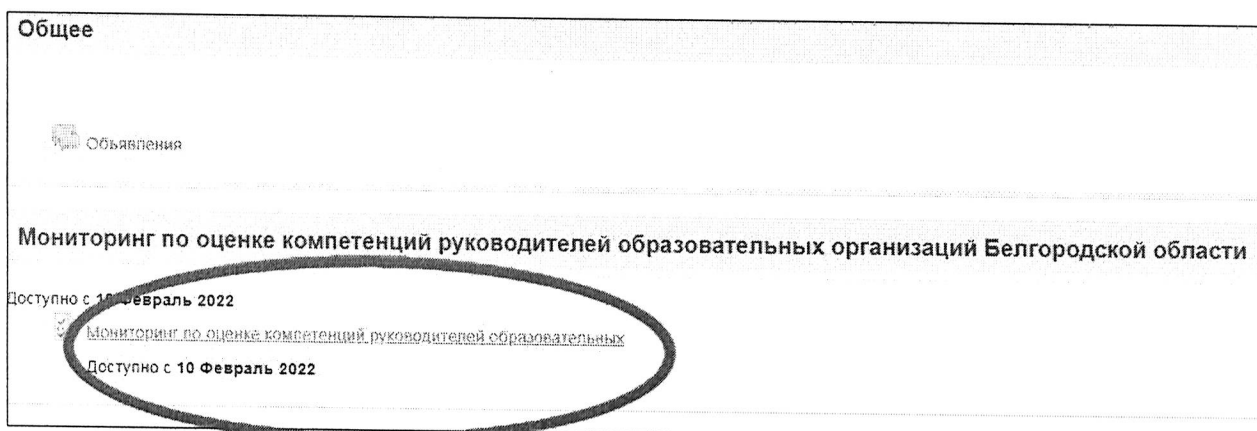 Общее
Объявления
Мониторинг по оценке компетенций руководителей образовательных организаций Белгородской области
Доступно с 10 Февраль 2022
Мониторинг по оценке компетенций руководителей образовательных
Доступно с 10 Февраль 2022